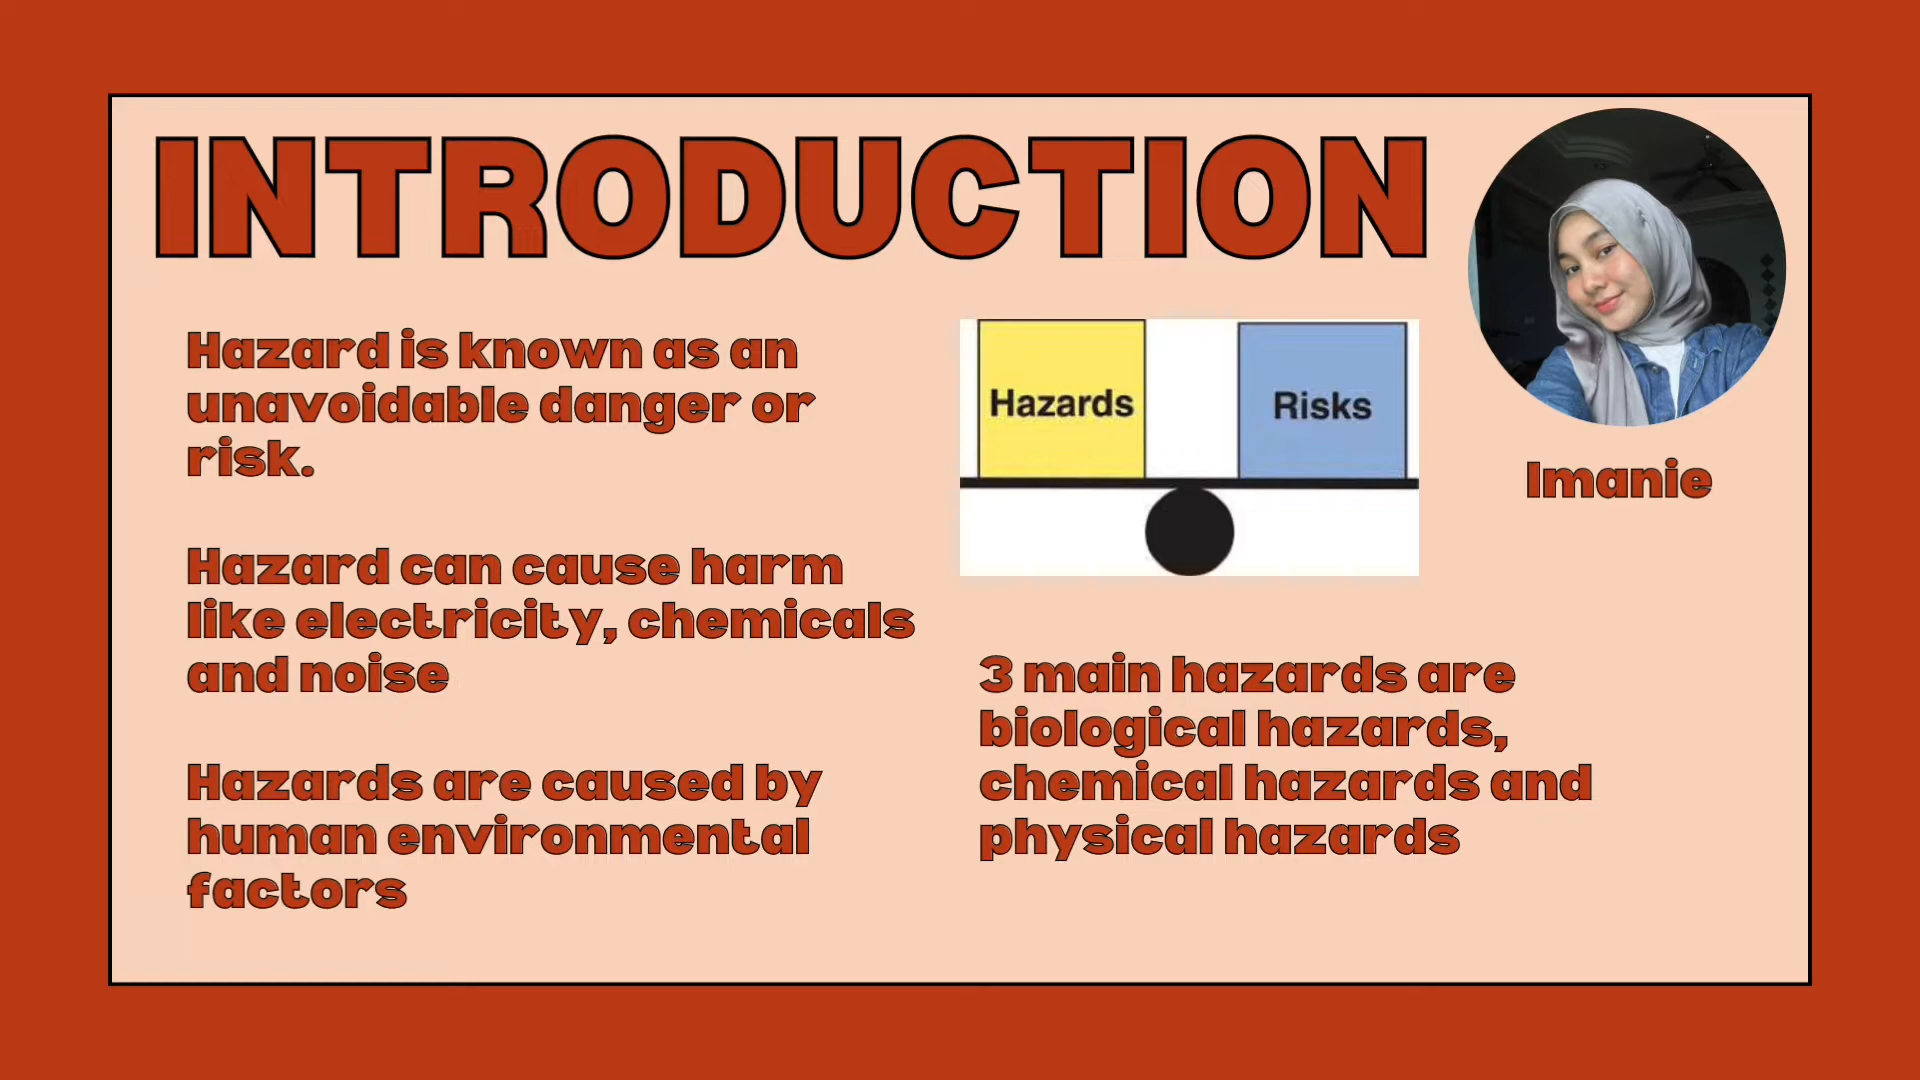 INTRODUCTION
Hazard is known as an
unavoidable danger or
risk.
Hazard can cause harm
like electricity, chemicals
and noise
Hazards are caused by
human environmental
factors
Hazards
Risks
Imanie
3 main hazards are
biological hazards,
chemical hazards and
physical hazards